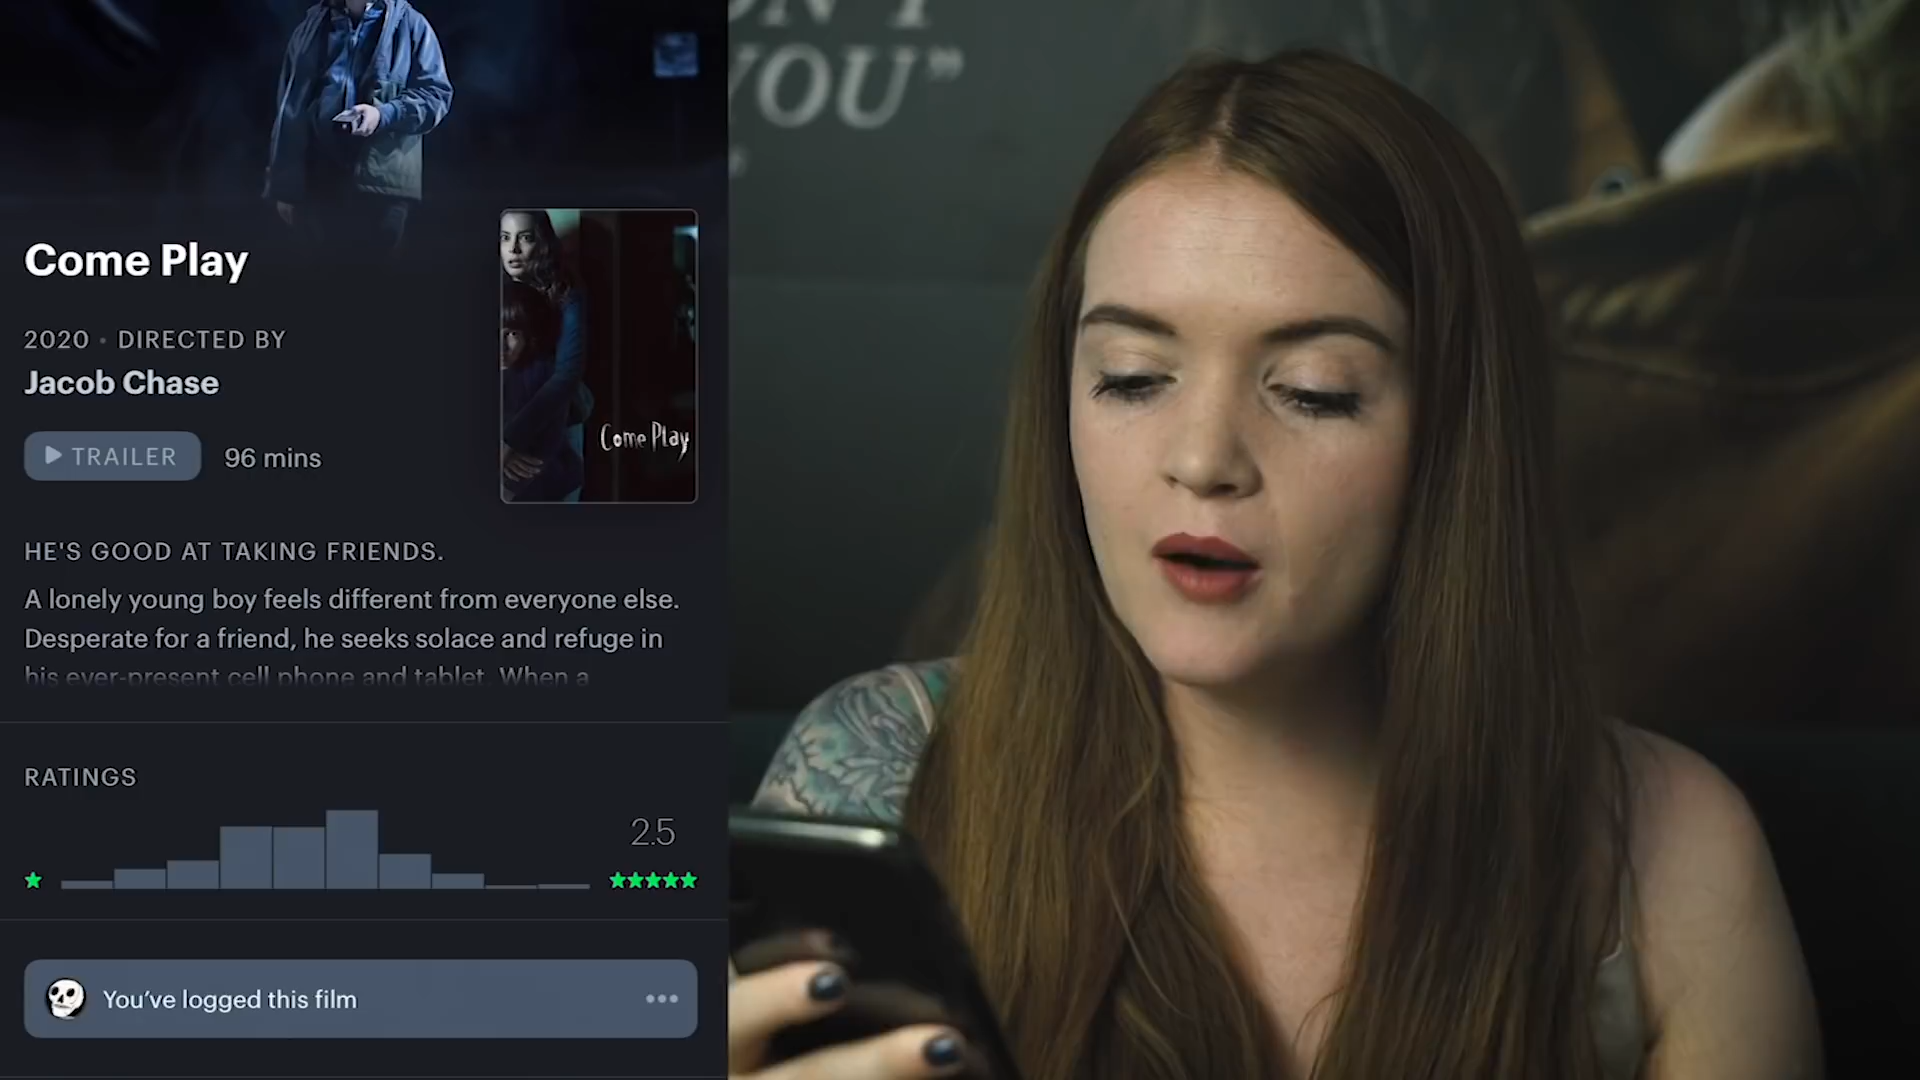 YOU”
Come Play
2020 • DIRECTED BY
Jacob Chase
TRAILER
96 mins
Come Play
HE'S GOOD AT TAKING FRIENDS.
A lonely young boy feels different from everyone else.
Desperate for a friend, he seeks solace and refuge in
his ever-present cell phone and tablet. When a
RATINGS
2.5
You’ve logged this film